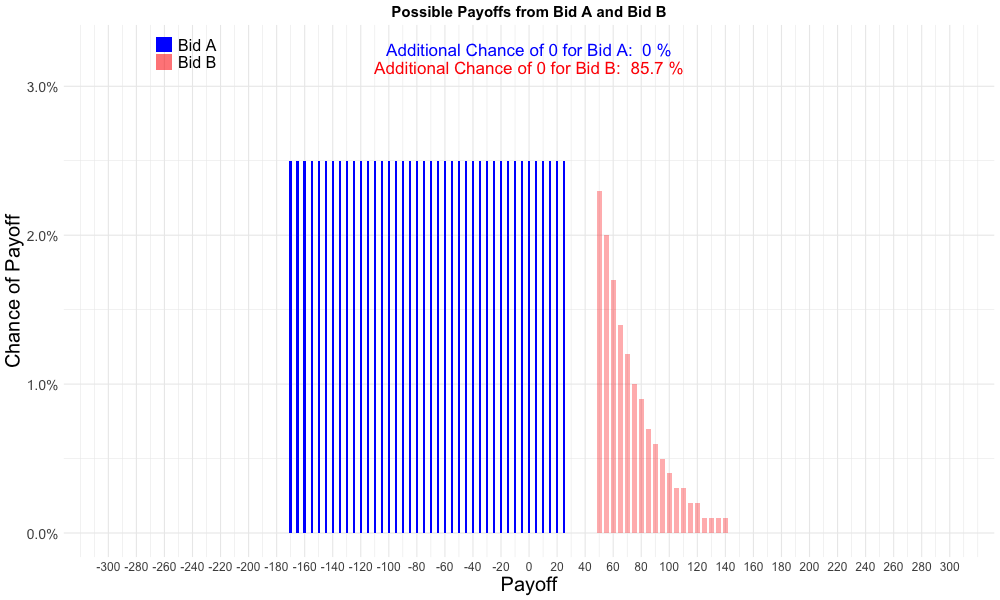 Possible Payoffs from Bid A and Bid B
Bid A
Bid B
Additional Chance of 0 for Bid A:  0 %
Additional Chance of 0 for Bid B:  85.7 %
3.0%
2.0%
1.0%
0.0%
Chance of Payoff
-300 -280 -260 -240 -220 -200 -180 -160 -140 -120 -100 -80 -60 -40 -20 0 20 40 60 80 100 120 140 160 180 200 220 240 260 280 300
Payoff